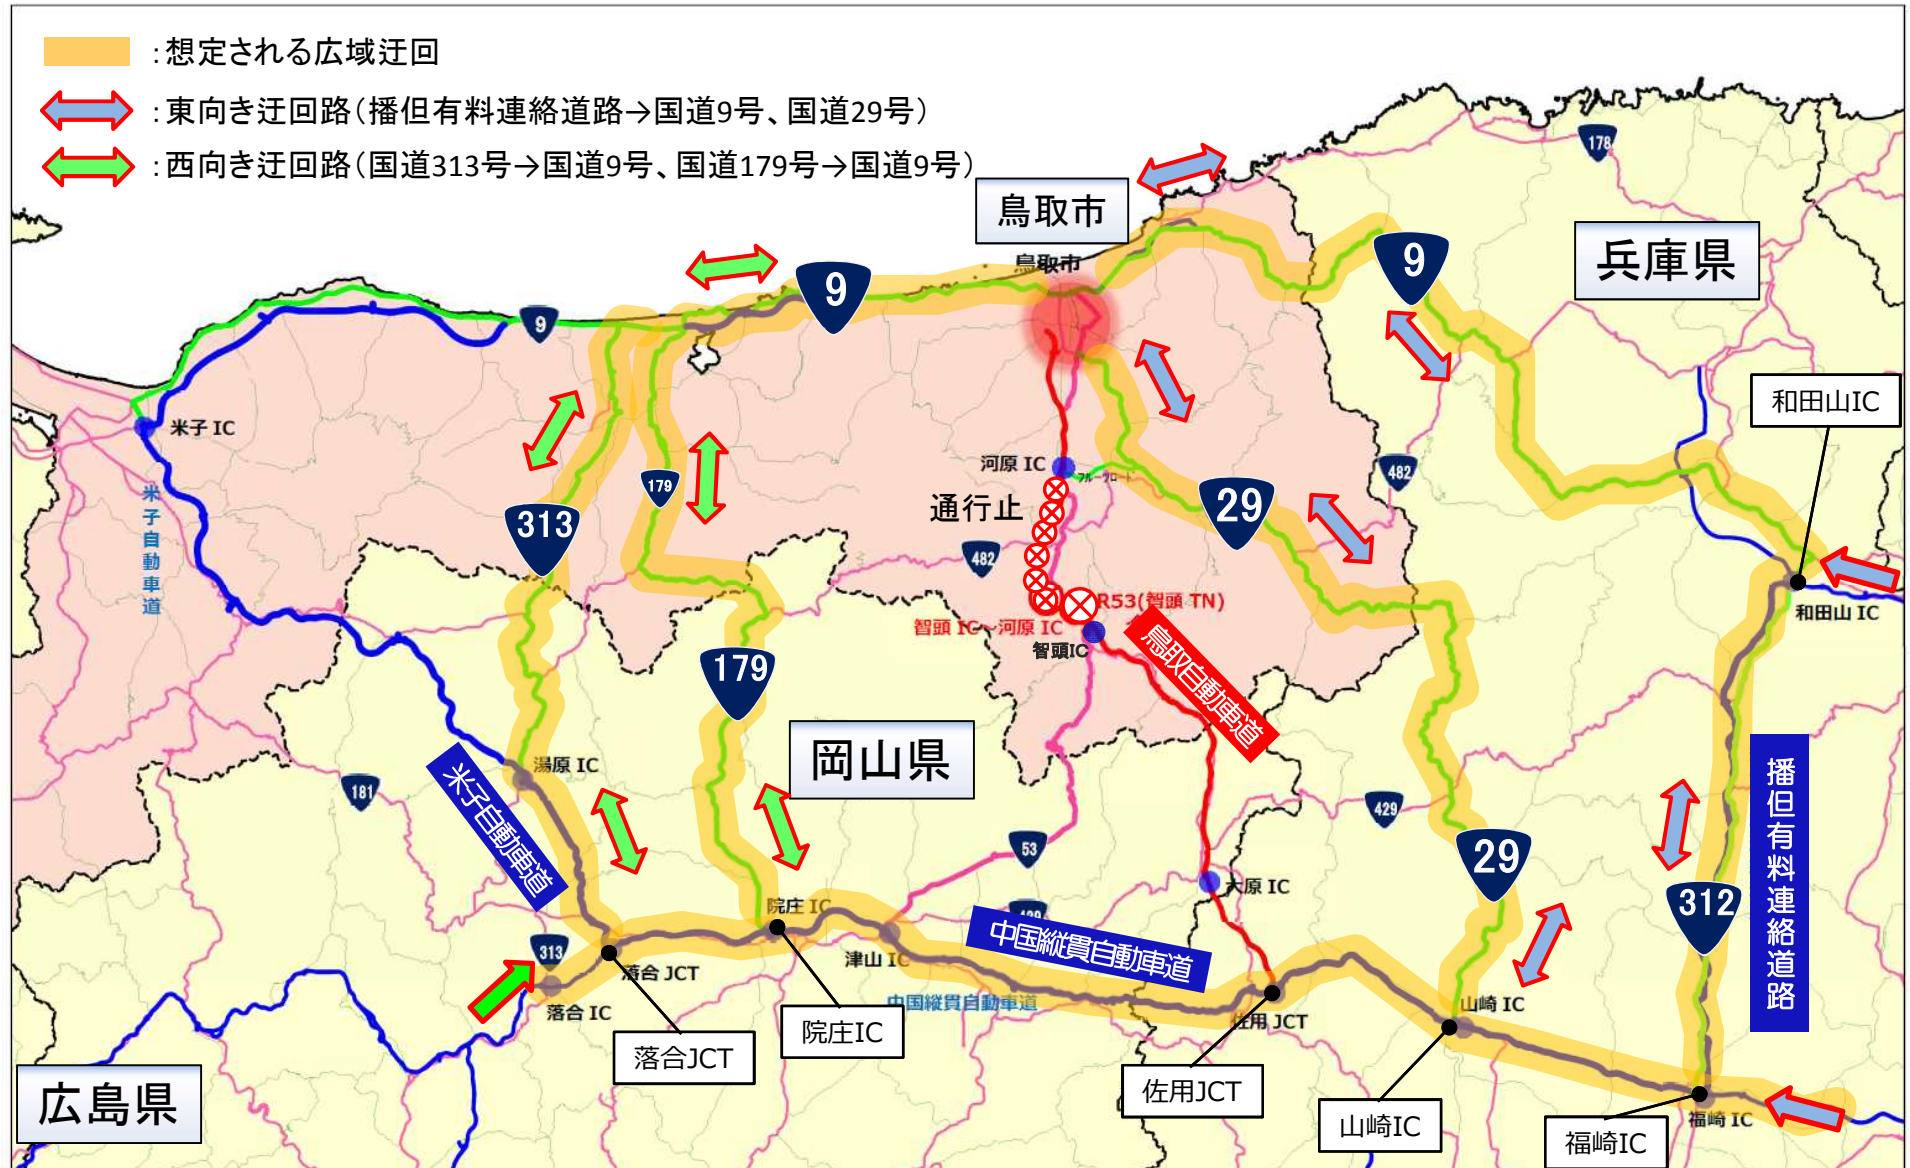 ：想定される広域迂回
：東向き迂回路（播但有料連絡道路→国道9号、国道29号）
：西向き迂回路（国道313号→国道9号、国道179号→国道9号）
178
鳥取市
兵庫県
鳥取市
9
9
9
和田山IC
米子 IC
河原 IC
フルーツロード
482
179
米子自動車道
通行止
29
313
482
R53(智頭 TN)
智頭 IC～河原 IC
智頭IC
和田山 IC
鳥取自動車道
179
岡山県
湯原 IC
米子自動車道
181
播但有料連絡道路
429
53
29
大原 IC
312
院庄 IC
429
中国縦貫自動車道
313
落合 JCT
津山 IC
中国縦貫自動車道
落合 IC
佐用 JCT
山崎 IC
院庄IC
落合JCT
広島県
佐用JCT
山崎IC
福崎IC
福崎 IC